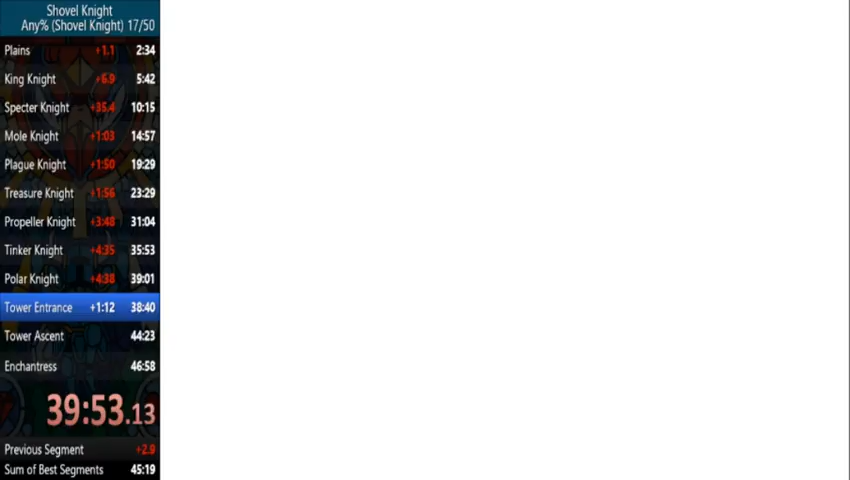 Shovel Knight
Any% (Shovel Knight) 17/50
Plains +1.1 2:34
King Knight +6.9 5:42
Specter Knight +35.4 10:15
Mole Knight +1:03 14:57
Plague Knight +1:50 19:29
Treasure Knight +1:56 23:29
Propeller Knight +3:48 31:04
Tinker Knight +4:35 35:53
Polar Knight +4:38 39:01
Tower Entrance +1:12 38:40
Tower Ascent 44:23
Enchantress 46:58
39:53.13
Previous Segment +2.9
Sum of Best Segments 45:19